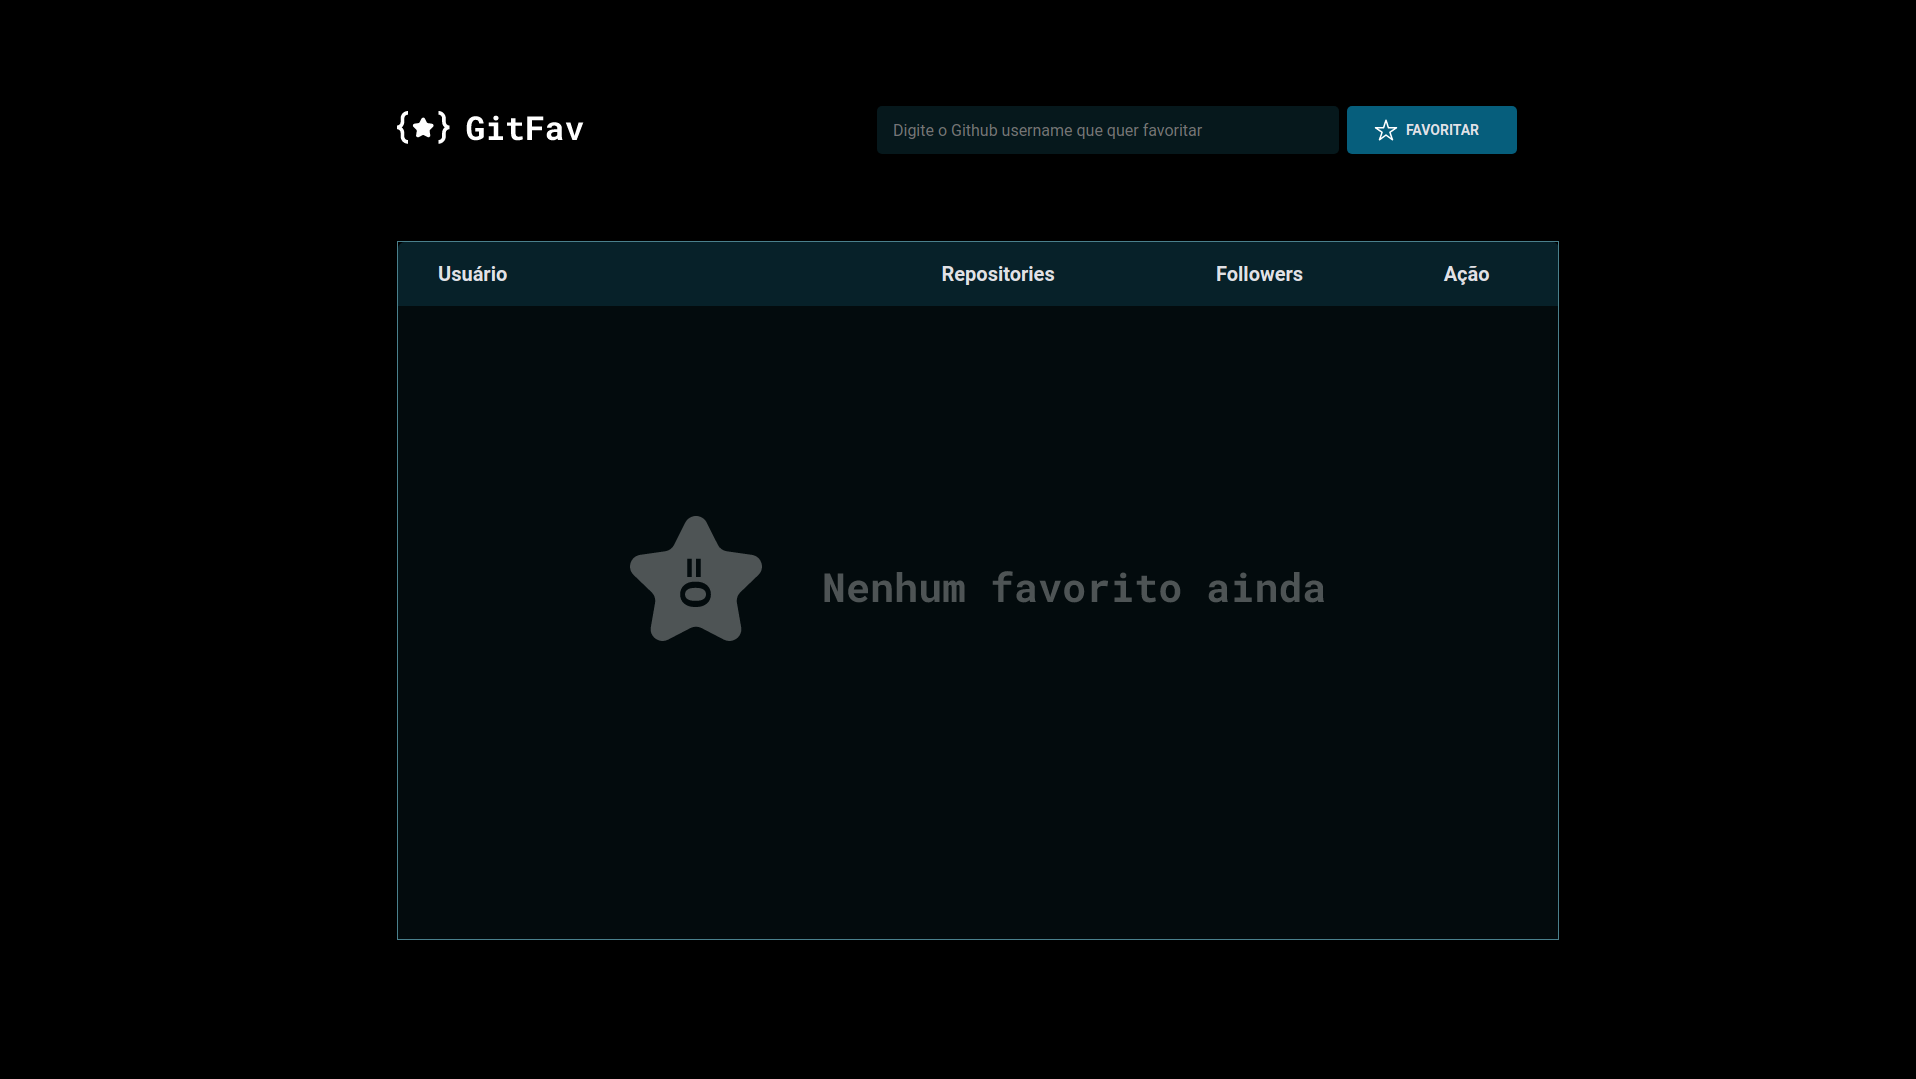 {★} GitFav
Digite o Github username que quer favoritar
FAVORITAR
Usuário Repositories Followers Ação
Nenhum favorito ainda